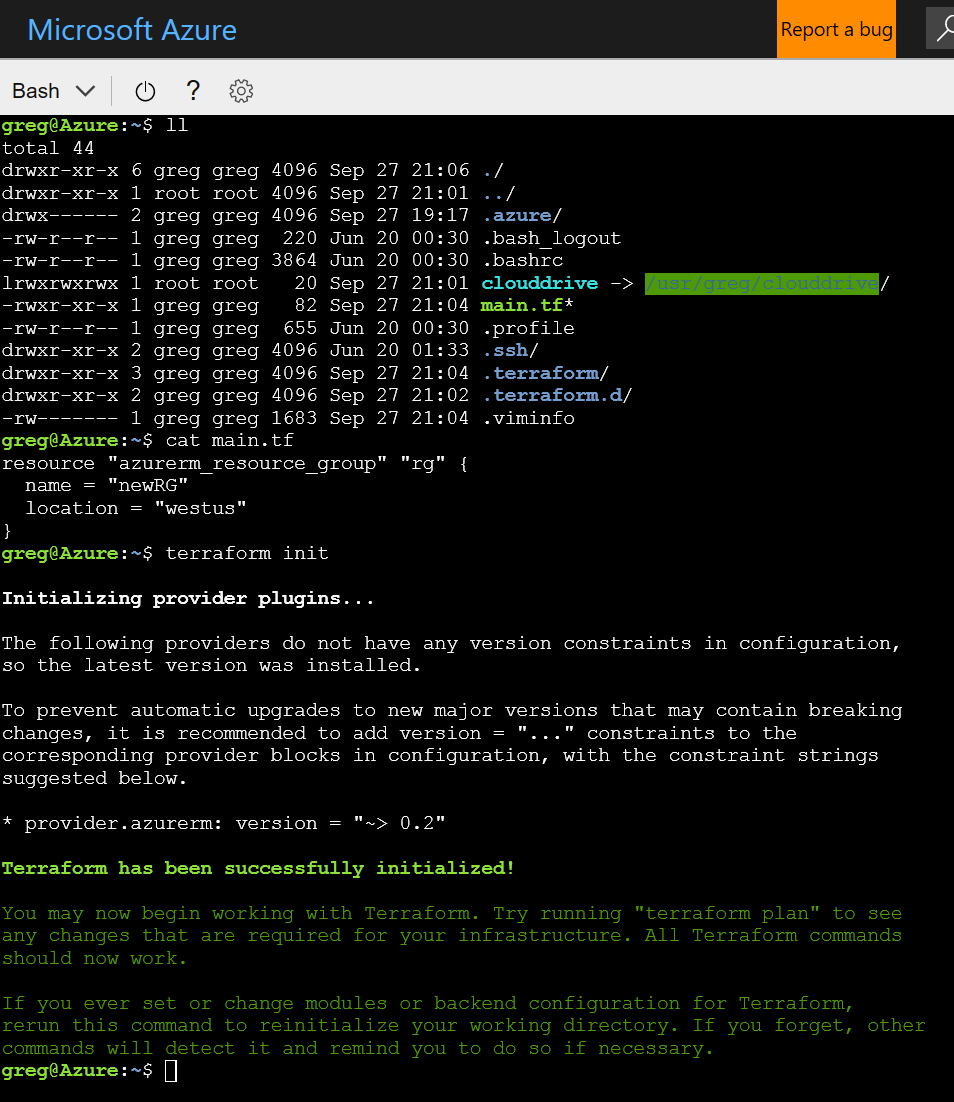 Microsoft Azure
Report a bug
Bash
?
greg@Azure:~$ ll
total 44
drwxr-xr-x 6 greg greg 4096 Sep 27 21:06 ./
drwxr-xr-x 1 root root 4096 Sep 27 21:01 ../
drwx------ 2 greg greg 4096 Sep 27 19:17 .azure/
-rw-r--r-- 1 greg greg  220 Jun 20 00:30 .bash_logout
-rw-r--r-- 1 greg greg 3864 Jun 20 00:30 .bashrc
lrwxrwxrwx 1 root root   20 Sep 27 21:01 clouddrive -> /usr/greg/clouddrive/
-rwxr-xr-x 1 greg greg   82 Sep 27 21:04 main.tf*
-rw-r--r-- 1 greg greg  655 Jun 20 00:30 .profile
drwxr-xr-x 2 greg greg 4096 Jun 20 01:33 .ssh/
drwxr-xr-x 3 greg greg 4096 Sep 27 21:04 .terraform/
drwxr-xr-x 2 greg greg 4096 Sep 27 21:02 .terraform.d/
-rw------- 1 greg greg 1683 Sep 27 21:04 .viminfo
greg@Azure:~$ cat main.tf
resource "azurerm_resource_group" "rg" {
  name = "newRG"
  location = "westus"
}
greg@Azure:~$ terraform init
Initializing provider plugins...
The following providers do not have any version constraints in configuration,
so the latest version was installed.
To prevent automatic upgrades to new major versions that may contain breaking
changes, it is recommended to add version = "..." constraints to the
corresponding provider blocks in configuration, with the constraint strings
suggested below.
* provider.azurerm: version = "~> 0.2"
Terraform has been successfully initialized!
You may now begin working with Terraform. Try running "terraform plan" to see
any changes that are required for your infrastructure. All Terraform commands
should now work.
If you ever set or change modules or backend configuration for Terraform,
rerun this command to reinitialize your working directory. If you forget, other
commands will detect it and remind you to do so if necessary.
greg@Azure:~$